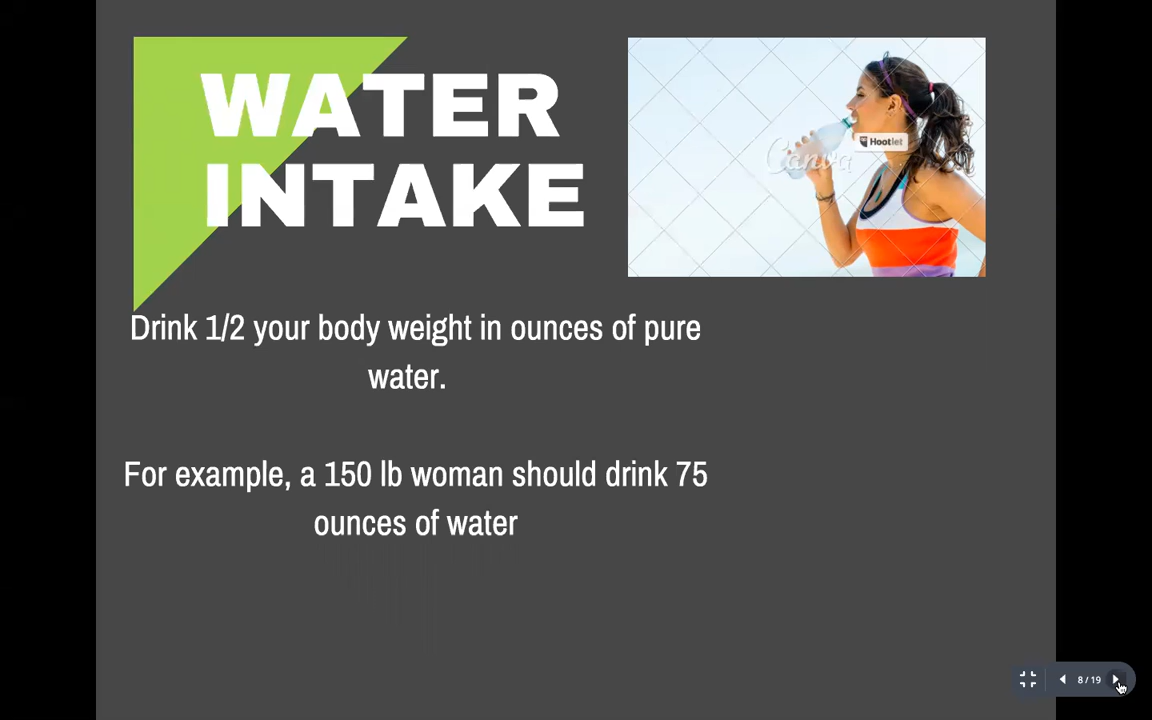 WATER
INTAKE
Canva
Hootlet
Drink 1/2 your body weight in ounces of pure
water.
For example, a 150 lb woman should drink 75
ounces of water
8 / 19